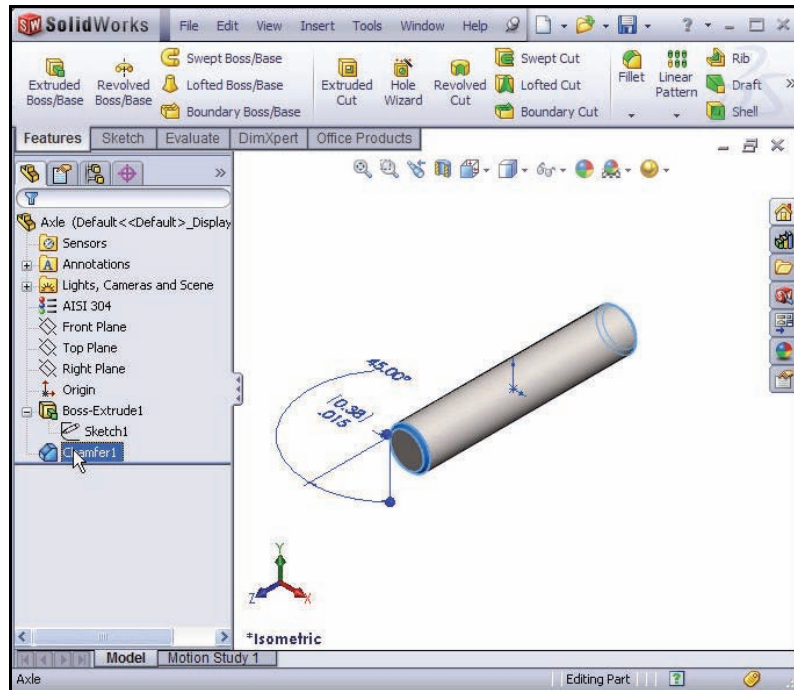 SolidWorks File Edit View Insert Tools Window Help ?
Extruded Boss/Base
Revolved Boss/Base
Swept Boss/Base
Lofted Boss/Base
Boundary Boss/Base
Extruded Cut
Hole Wizard
Revolved Cut
Swept Cut
Lofted Cut
Boundary Cut
Fillet
Linear Pattern
Rib
Draft
Shell
Features Sketch Evaluate DimXpert Office Products
Axle (Default<<Default>_Display
Sensors
Annotations
Lights, Cameras and Scene
AISI 304
Front Plane
Top Plane
Right Plane
Origin
Boss-Extrude1
Sketch1
Chamfer1
45.00°
[0.38]
.015
Y
Z
X
*Isometric
Model Motion Study 1
Axle Editing Part ?